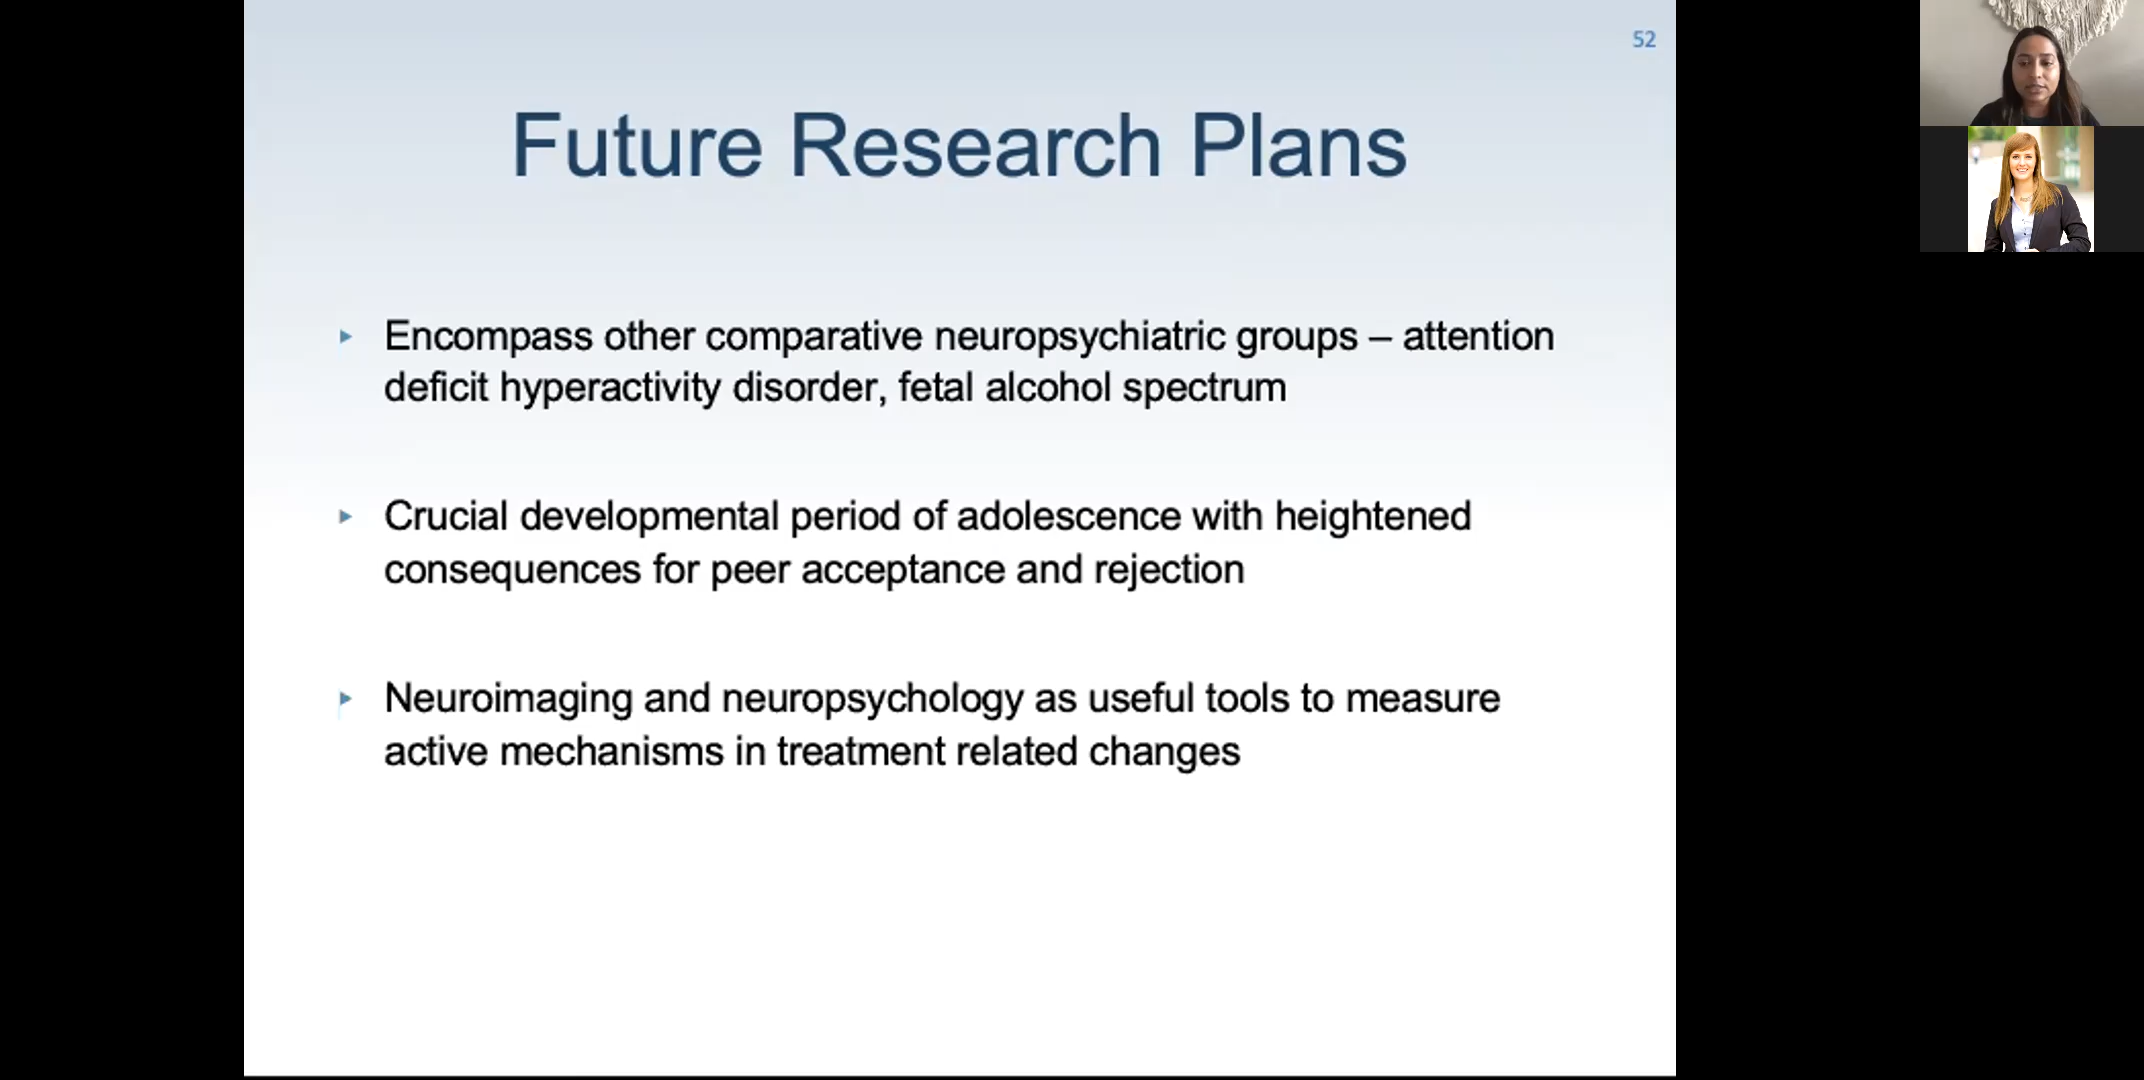 52
Future Research Plans
Encompass other comparative neuropsychiatric groups – attention
deficit hyperactivity disorder, fetal alcohol spectrum
Crucial developmental period of adolescence with heightened
consequences for peer acceptance and rejection
Neuroimaging and neuropsychology as useful tools to measure
active mechanisms in treatment related changes